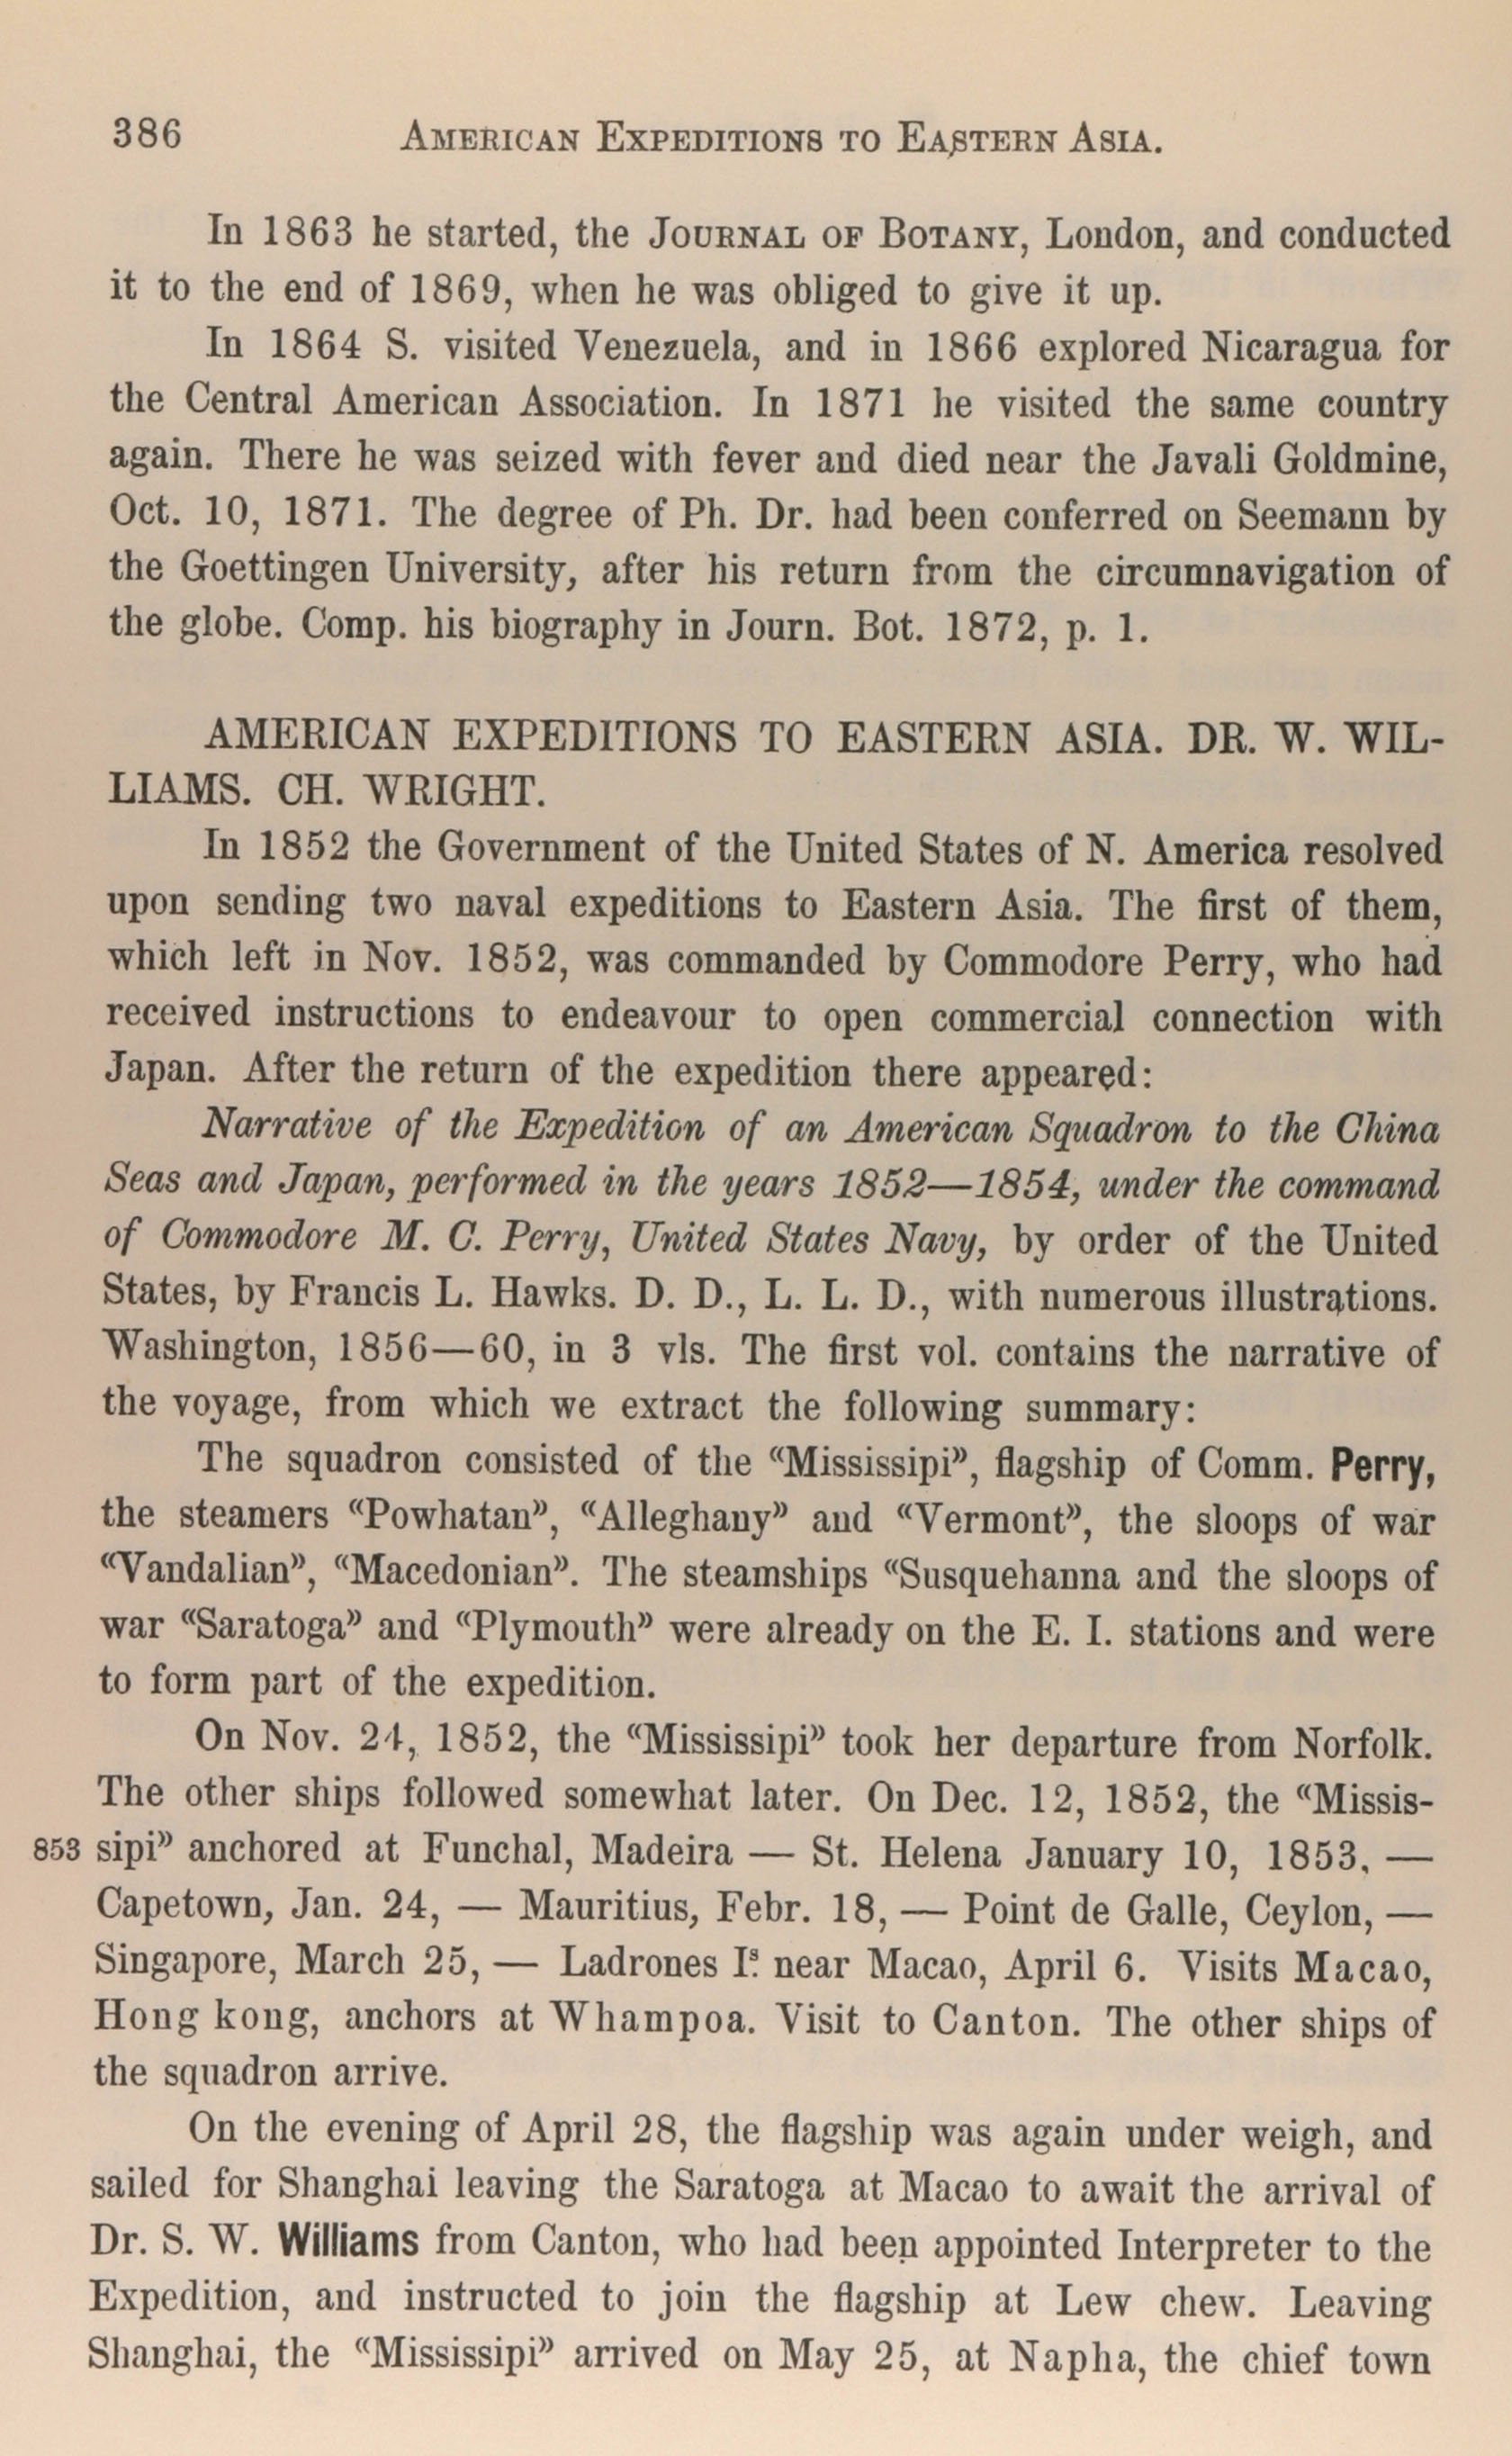 386 American Expeditions to Eastern Asia.
In 1863 he started, the Journal of Botany, London, and conducted
it to the end of 1869, when he was obliged to give it up.
In 1864 S. visited Venezuela, and in 1866 explored Nicaragua for
the Central American Association. In 1871 he visited the same country
again. There he was seized with fever and died near the Javali Goldmine,
Oct. 10, 1871. The degree of Ph. Dr. had been conferred on Seemann by
the Goettingen University, after his return from the circumnavigation of
the globe. Comp. his biography in Journ. Bot. 1872, p. 1.
AMERICAN EXPEDITIONS TO EASTERN ASIA. DR. W. WIL-
LIAMS. CH. WRIGHT.
In 1852 the Government of the United States of N. America resolved
upon sending two naval expeditions to Eastern Asia. The first of them,
which left in Nov. 1852, was commanded by Commodore Perry, who had
received instructions to endeavour to open commercial connection with
Japan. After the return of the expedition there appeared:
Narrative of the Expedition of an American Squadron to the China
Seas and Japan, performed in the years 1852—1854, under the command
of Commodore M. C. Perry, United States Navy, by order of the United
States, by Francis L. Hawks. D. D., L. L. D., with numerous illustrations.
Washington, 1856—60, in 3 vls. The first vol. contains the narrative of
the voyage, from which we extract the following summary:
The squadron consisted of the “Mississipi”, flagship of Comm. Perry,
the steamers “Powhatan”, “Alleghany” and “Vermont”, the sloops of war
“Vandalian”, “Macedonian”. The steamships “Susquehanna and the sloops of
war “Saratoga” and “Plymouth” were already on the E. I. stations and were
to form part of the expedition.
On Nov. 24, 1852, the “Mississipi” took her departure from Norfolk.
The other ships followed somewhat later. On Dec. 12, 1852, the “Missis-
853 sipi” anchored at Funchal, Madeira — St. Helena January 10, 1853, —
Capetown, Jan. 24, — Mauritius, Febr. 18, — Point de Galle, Ceylon, —
Singapore, March 25, — Ladrones Iˢ. near Macao, April 6. Visits Macao,
Hong kong, anchors at Whampoa. Visit to Canton. The other ships of
the squadron arrive.
On the evening of April 28, the flagship was again under weigh, and
sailed for Shanghai leaving the Saratoga at Macao to await the arrival of
Dr. S. W. Williams from Canton, who had been appointed Interpreter to the
Expedition, and instructed to join the flagship at Lew chew. Leaving
Shanghai, the “Mississipi” arrived on May 25, at Napha, the chief town